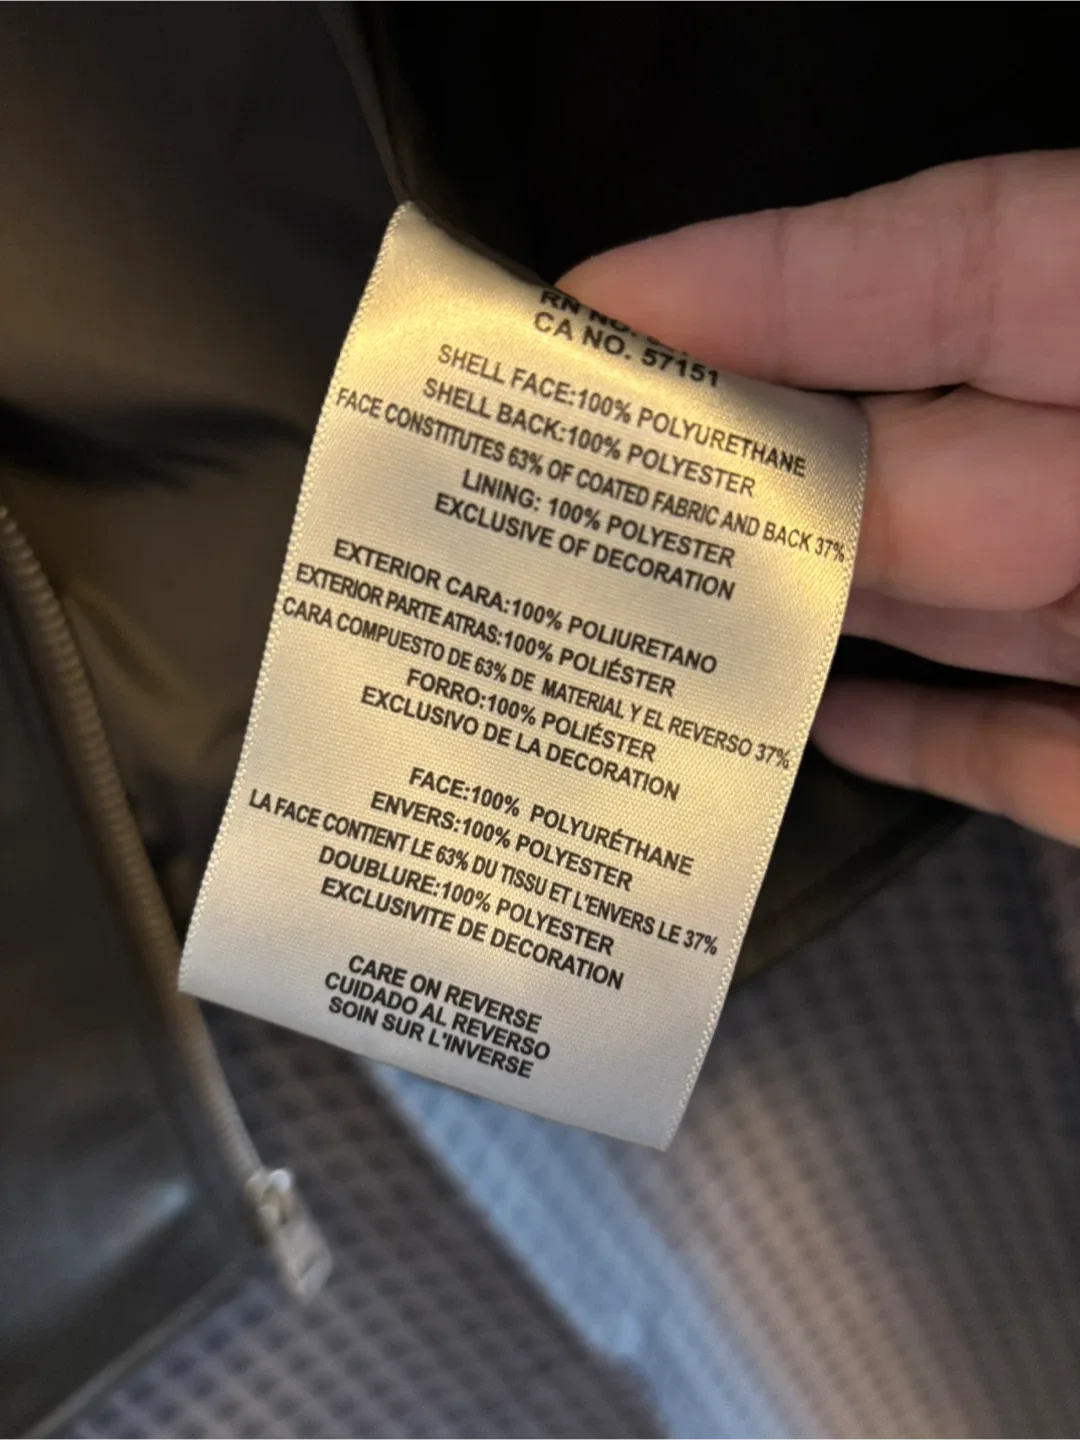 RN NO.
CA NO. 57151
SHELL FACE:100% POLYURETHANE
SHELL BACK:100% POLYESTER
FACE CONSTITUTES 63% OF COATED FABRIC AND BACK 37%
LINING: 100% POLYESTER
EXCLUSIVE OF DECORATION
EXTERIOR CARA:100% POLIURETANO
EXTERIOR PARTE ATRAS:100% POLIÉSTER
CARA COMPUESTO DE 63% DE MATERIAL Y EL REVERSO 37%
FORRO:100% POLIÉSTER
EXCLUSIVO DE LA DECORATION
FACE:100% POLYURÉTHANE
ENVERS:100% POLYESTER
LA FACE CONTIENT LE 63% DU TISSU ET L'ENVERS LE 37%
DOUBLURE:100% POLYESTER
EXCLUSIVITE DE DECORATION
CARE ON REVERSE
CUIDADO AL REVERSO
SOIN SUR L'INVERSE